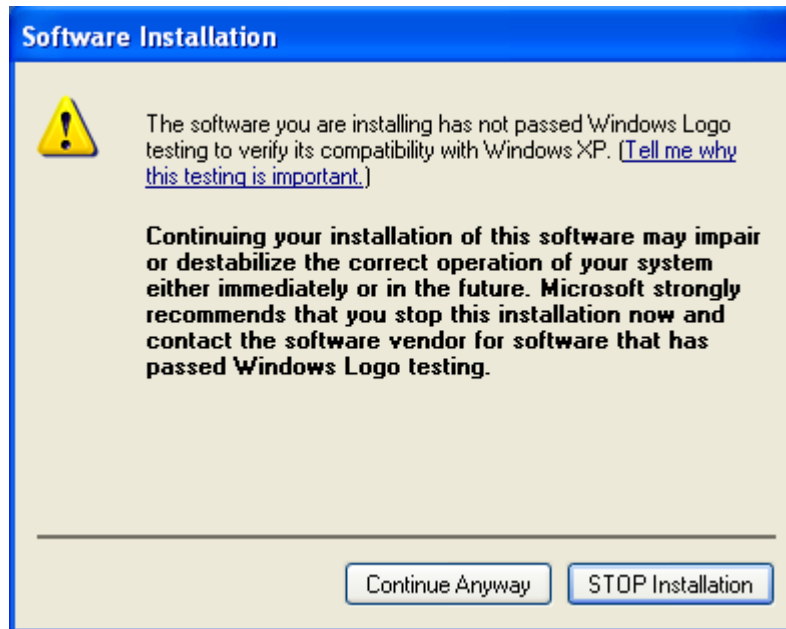 Software Installation
The software you are installing has not passed Windows Logo
testing to verify its compatibility with Windows XP. (Tell me why
this testing is important.)
Continuing your installation of this software may impair
or destabilize the correct operation of your system
either immediately or in the future. Microsoft strongly
recommends that you stop this installation now and
contact the software vendor for software that has
passed Windows Logo testing.
Continue Anyway
STOP Installation